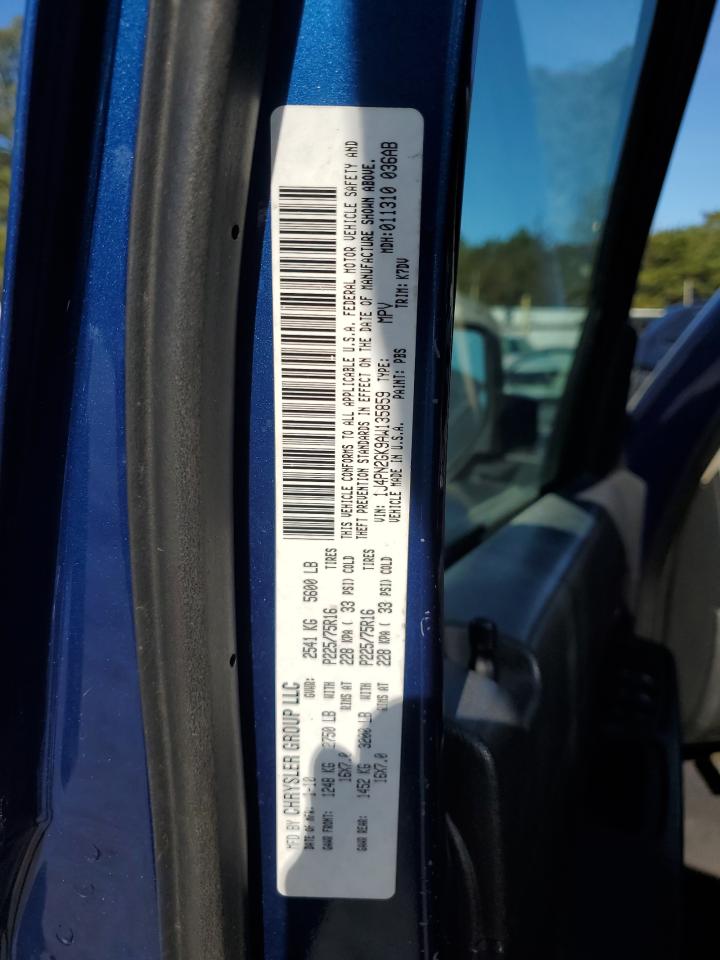 MFD BY CHRYSLER GROUP LLC
DATE OF MFR. 1-10 GVWR: 2541 KG 5600 LB
GAWR FRONT: 1248 KG 2750 LB WITH P225/75R16 TIRES
16X7.0 RIMS AT 228 KPA ( 33 PSI) COLD
GAWR REAR: 1452 KG 3200 LB WITH P225/75R16 TIRES
16X7.0 RIMS AT 228 KPA ( 33 PSI) COLD
THIS VEHICLE CONFORMS TO ALL APPLICABLE U.S.A. FEDERAL MOTOR VEHICLE SAFETY AND
THEFT PREVENTION STANDARDS IN EFFECT ON THE DATE OF MANUFACTURE SHOWN ABOVE.
VIN: 1J4PN2GK9AW135859 TYPE: MPV MDH:011310 036AB
VEHICLE MADE IN U.S.A. PAINT: PBS TRIM: K7DV